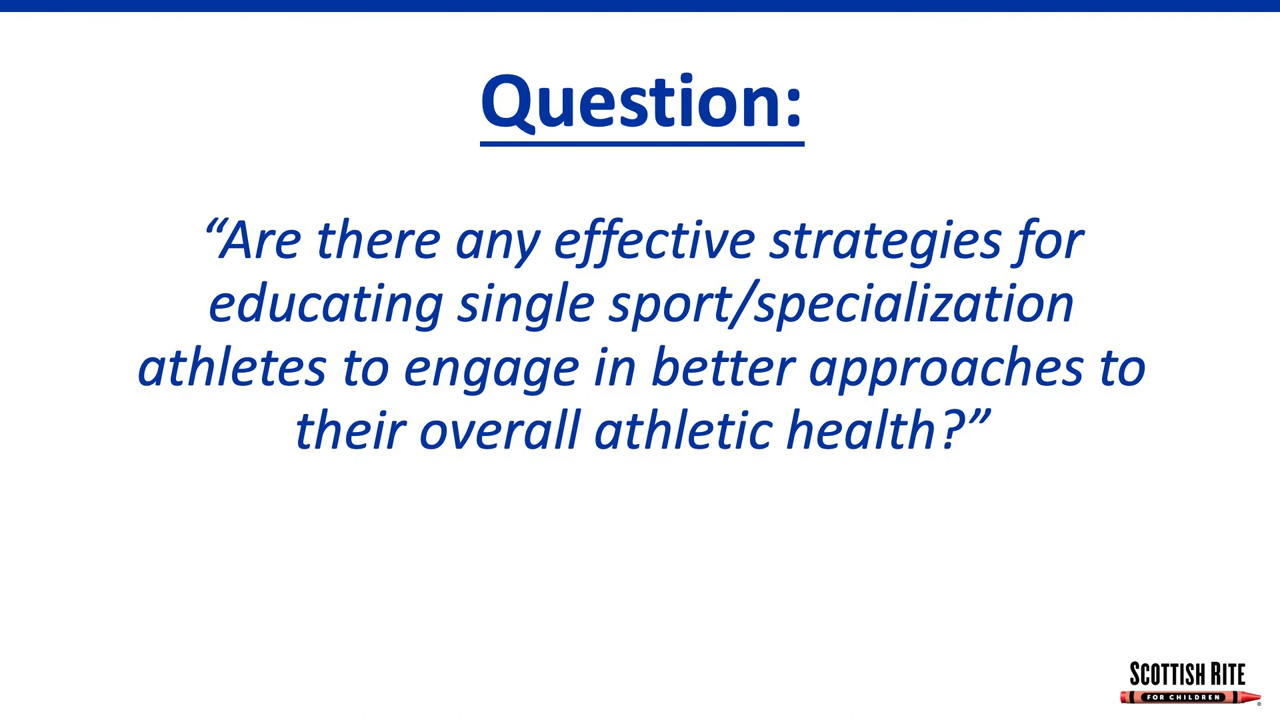 Question:
“Are there any effective strategies for
educating single sport/specialization
athletes to engage in better approaches to
their overall athletic health?”
SCOTTISH RITE
FOR CHILDREN
®